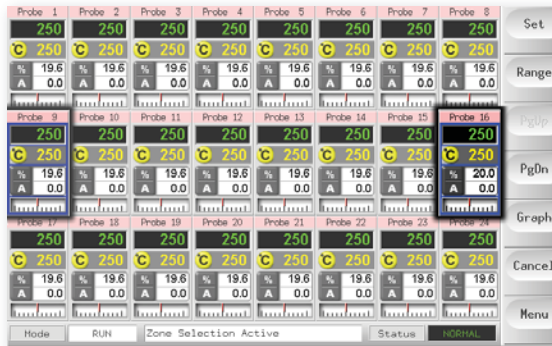 Probe 1 Probe 2 Probe 3 Probe 4 Probe 5 Probe 6 Probe 7 Probe 8 Set
250 250 250 250 250 250 250 250
°C 250 °C 250 °C 250 °C 250 °C 250 °C 250 °C 250 °C 250
% 19.6 % 19.6 % 19.6 % 19.6 % 19.6 % 19.6 % 19.6 % 19.6 Range
A 0.0 A 0.0 A 0.0 A 0.0 A 0.0 A 0.0 A 0.0 A 0.0
Probe 9 Probe 10 Probe 11 Probe 12 Probe 13 Probe 14 Probe 15 Probe 16 PgUp
250 250 250 250 250 250 250 250
°C 250 °C 250 °C 250 °C 250 °C 250 °C 250 °C 250 °C 250 PgDn
% 19.6 % 19.6 % 19.6 % 19.6 % 19.6 % 19.6 % 19.6 % 20.0
A 0.0 A 0.0 A 0.0 A 0.0 A 0.0 A 0.0 A 0.0 A 0.0
Probe 17 Probe 18 Probe 19 Probe 20 Probe 21 Probe 22 Probe 23 Probe 24 Graph
250 250 250 250 250 250 250 250
°C 250 °C 250 °C 250 °C 250 °C 250 °C 250 °C 250 °C 250 Cancel
% 19.6 % 19.6 % 19.6 % 19.6 % 19.6 % 19.6 % 19.6 % 19.6
A 0.0 A 0.0 A 0.0 A 0.0 A 0.0 A 0.0 A 0.0 A 0.0 Menu
Mode RUN Zone Selection Active Status NORMAL